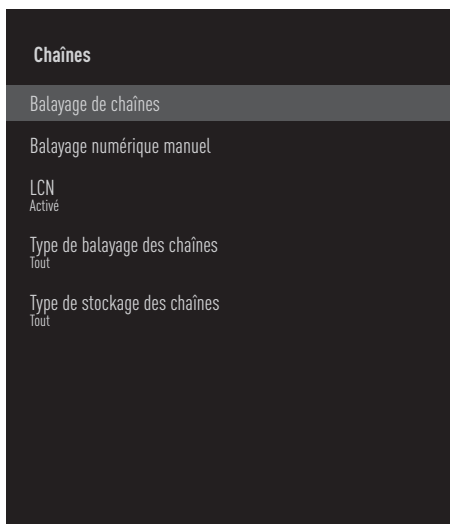 Chaînes
Balayage de chaînes
Balayage numérique manuel
LCN
Activé
Type de balayage des chaînes
Tout
Type de stockage des chaînes
Tout